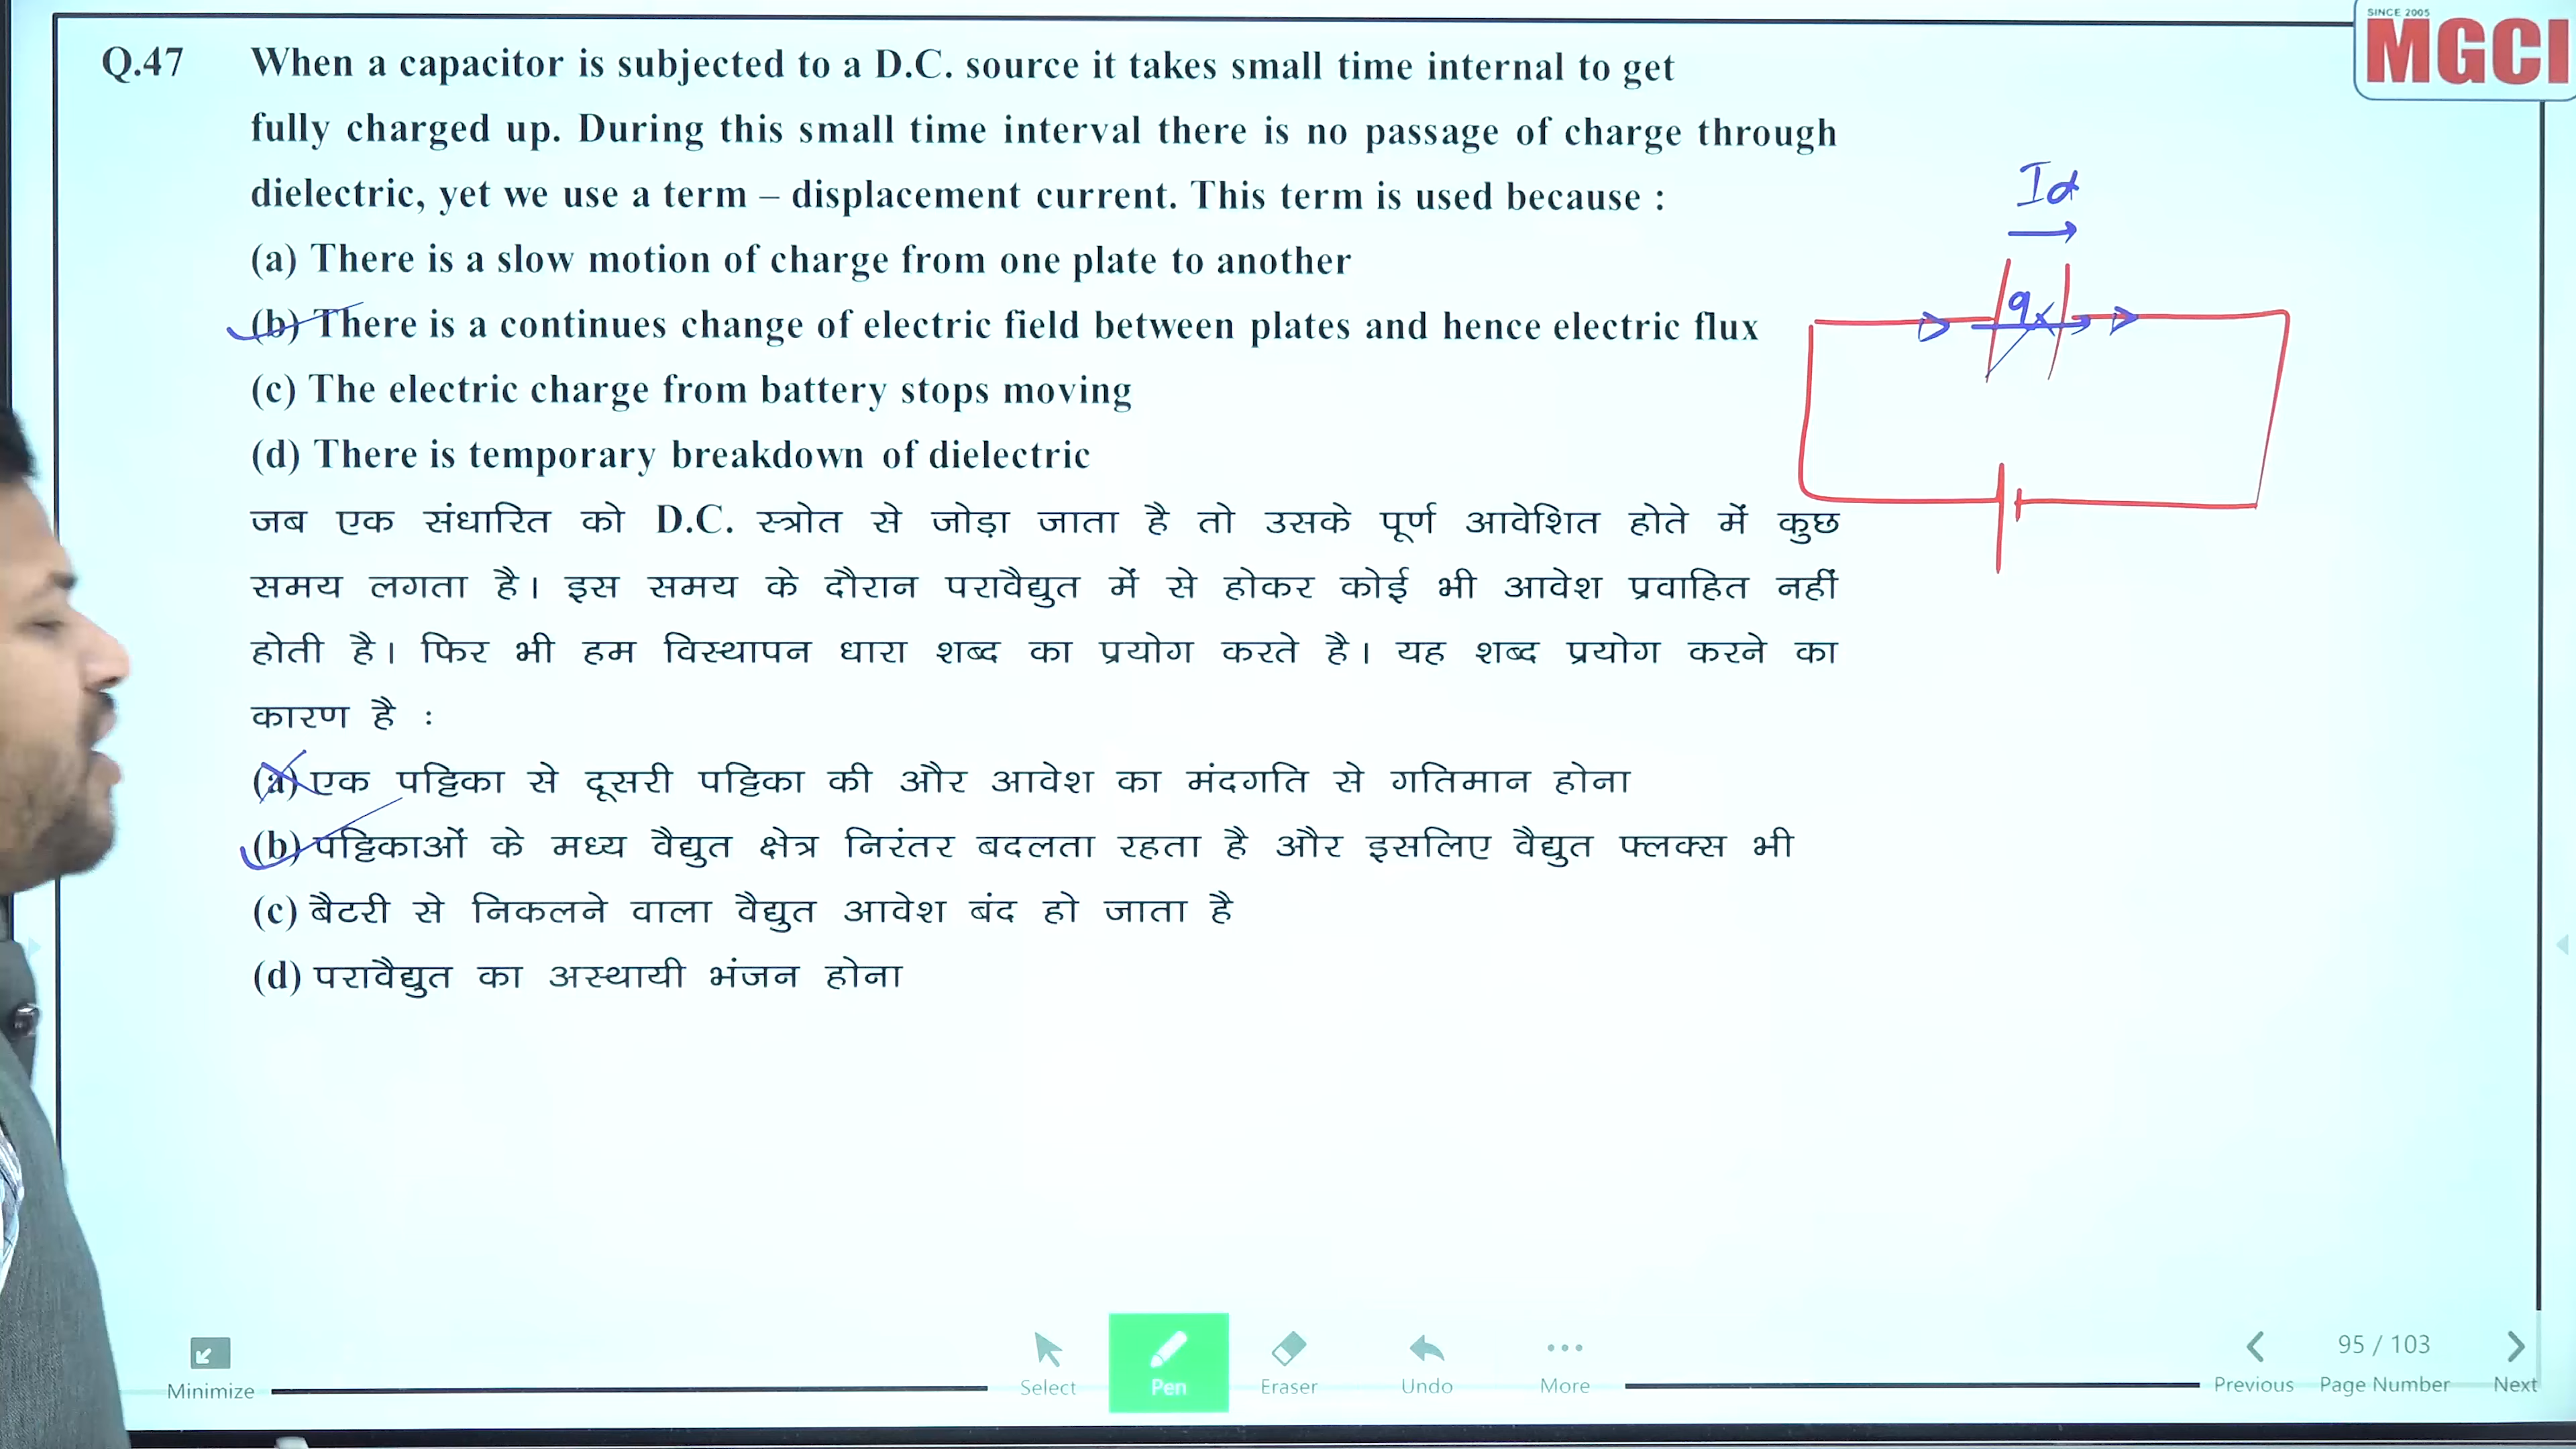 SINCE 2005
MGCI
Q.47 When a capacitor is subjected to a D.C. source it takes small time internal to get
fully charged up. During this small time interval there is no passage of charge through
dielectric, yet we use a term – displacement current. This term is used because :
(a) There is a slow motion of charge from one plate to another
(b) There is a continues change of electric field between plates and hence electric flux
(c) The electric charge from battery stops moving
(d) There is temporary breakdown of dielectric
Id
q
जब एक संधारित को D.C. स्त्रोत से जोड़ा जाता है तो उसके पूर्ण आवेशित होते में कुछ
समय लगता है। इस समय के दौरान परावैद्युत में से होकर कोई भी आवेश प्रवाहित नहीं
होती है। फिर भी हम विस्थापन धारा शब्द का प्रयोग करते है। यह शब्द प्रयोग करने का
कारण है :
(a) एक पट्टिका से दूसरी पट्टिका की और आवेश का मंदगति से गतिमान होना
(b) पट्टिकाओं के मध्य वैद्युत क्षेत्र निरंतर बदलता रहता है और इसलिए वैद्युत फ्लक्स भी
(c) बैटरी से निकलने वाला वैद्युत आवेश बंद हो जाता है
(d) परावैद्युत का अस्थायी भंजन होना
Minimize Select Pen Eraser Undo More Previous 95 / 103 Page Number Next